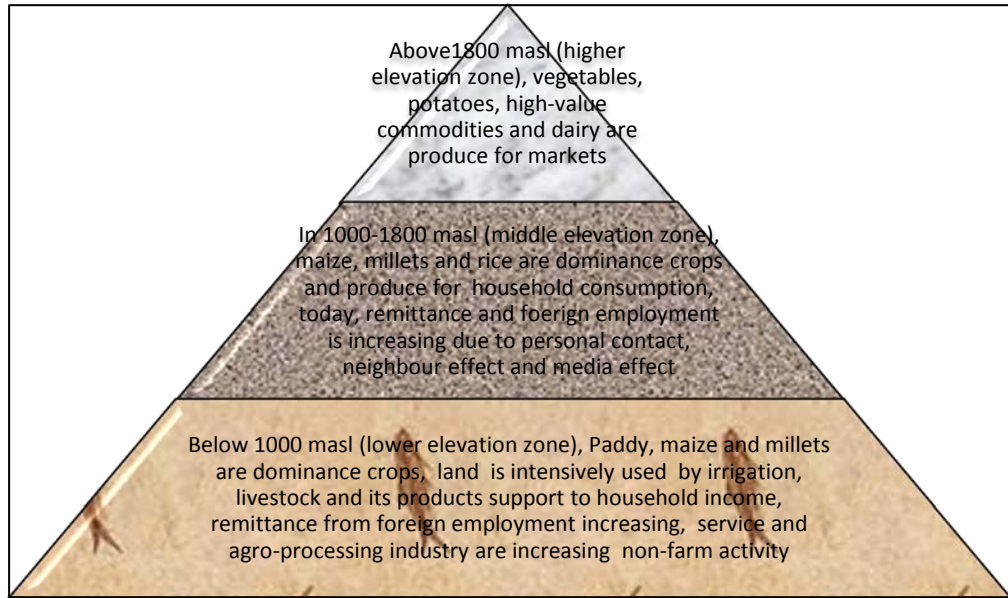 Above1800 masl (higher
elevation zone), vegetables,
potatoes, high-value
commodities and dairy are
produce for markets
In 1000-1800 masl (middle elevation zone),
maize, millets and rice are dominance crops
and produce for household consumption,
today, remittance and foerign employment
is increasing due to personal contact,
neighbour effect and media effect
Below 1000 masl (lower elevation zone), Paddy, maize and millets
are dominance crops, land is intensively used by irrigation,
livestock and its products support to household income,
remittance from foreign employment increasing, service and
agro-processing industry are increasing non-farm activity